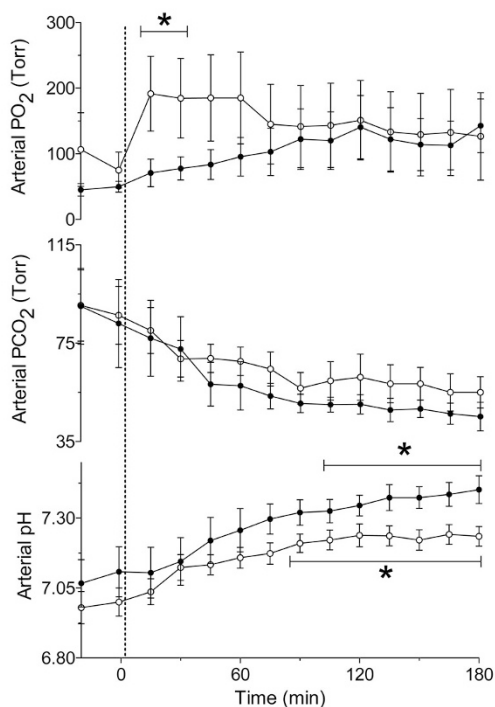 *
Arterial PO2 (Torr)
300
200
100
0
Arterial PCO2 (Torr)
115
75
35
*
Arterial pH
7.30
7.05
6.80
*
0 60 120 180
Time (min)